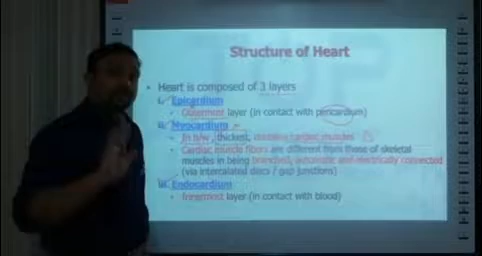 Structure of Heart
• Heart is composed of 3 layers
i. Epicardium
• Outermost layer (in contact with pericardium)
ii. Myocardium
• In b/w, thickest, contains cardiac muscles
• Cardiac muscle fibers are different from those of skeletal
muscles in being branched, automatic and electrically connected
(via intercalated discs / gap junctions)
iii. Endocardium
• Innermost layer (in contact with blood)